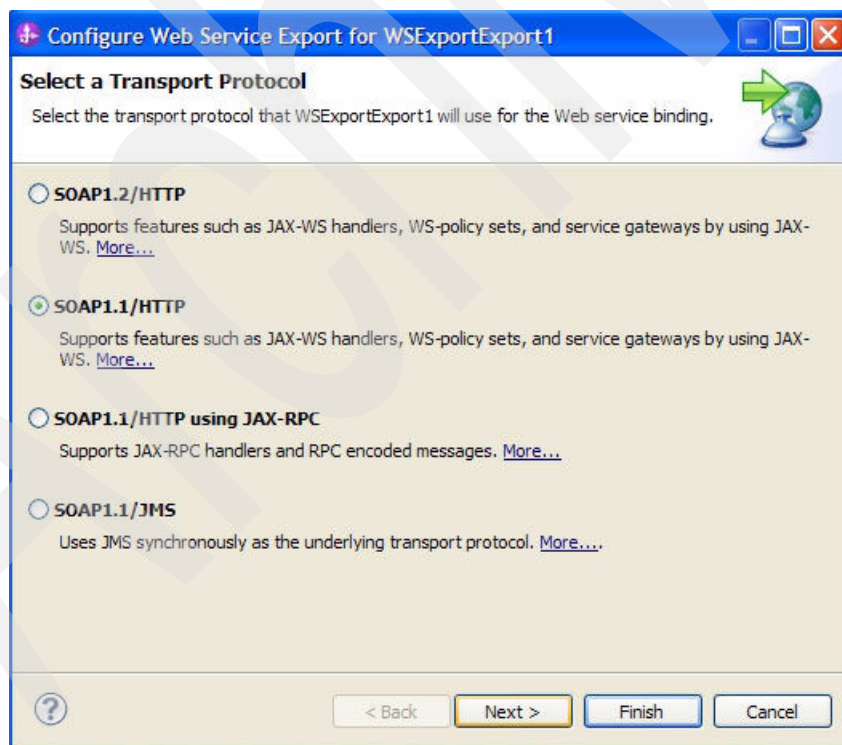 Configure Web Service Export for WSExportExport1
Select a Transport Protocol
Select the transport protocol that WSExportExport1 will use for the Web service binding.
SOAP1.2/HTTP
Supports features such as JAX-WS handlers, WS-policy sets, and service gateways by using JAX-
WS. More...
SOAP1.1/HTTP
Supports features such as JAX-WS handlers, WS-policy sets, and service gateways by using JAX-
WS. More...
SOAP1.1/HTTP using JAX-RPC
Supports JAX-RPC handlers and RPC encoded messages. More...
SOAP1.1/JMS
Uses JMS synchronously as the underlying transport protocol. More....
? < Back Next > Finish Cancel